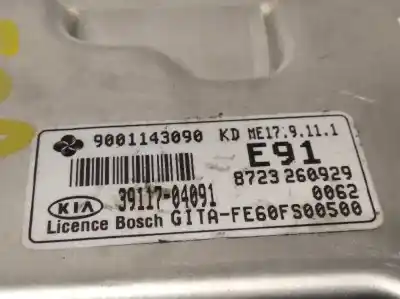 9001143090 KD ME17.9.11.1
E91
8723 260929
39117-04091
0062
KIA
Licence Bosch GITA-FE60FS00500